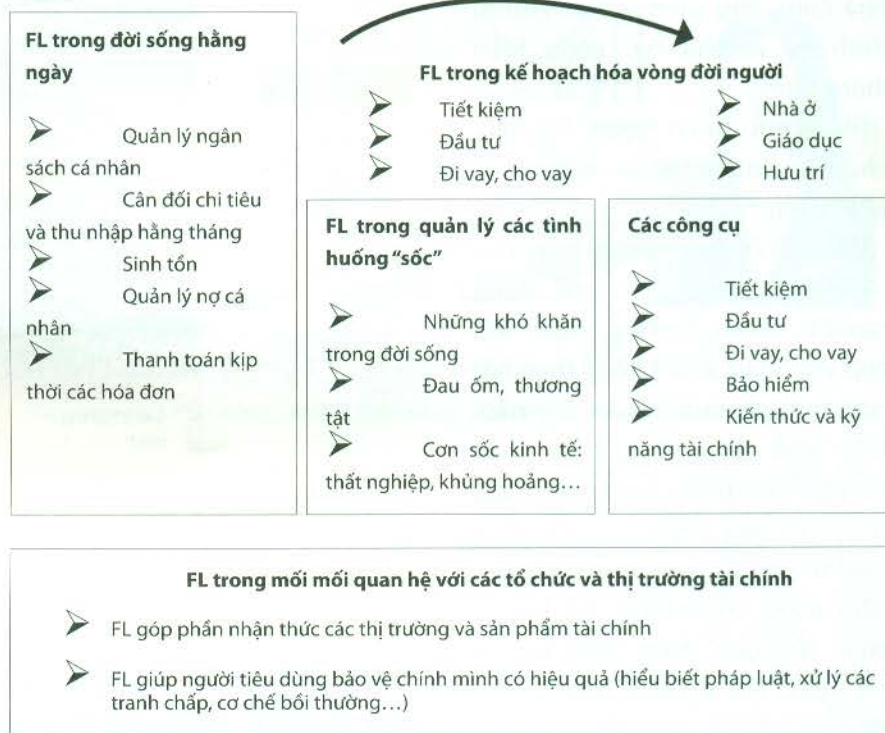 FL trong đời sống hằng
ngày
Quản lý ngân
sách cá nhân
Cân đối chi tiêu
và thu nhập hằng tháng
Sinh tồn
Quản lý nợ cá
nhân
Thanh toán kịp
thời các hóa đơn
FL trong kế hoạch hóa vòng đời người
Tiết kiệm
Đầu tư
Đi vay, cho vay
Nhà ở
Giáo dục
Hưu trí
FL trong quản lý các tình
huống “sốc”
Những khó khăn
trong đời sống
Đau ốm, thương
tật
Cơn sốc kinh tế:
thất nghiệp, khủng hoảng…
Các công cụ
Tiết kiệm
Đầu tư
Đi vay, cho vay
Bảo hiểm
Kiến thức và kỹ
năng tài chính
FL trong mối mối quan hệ với các tổ chức và thị trường tài chính
FL góp phần nhận thức các thị trường và sản phẩm tài chính
FL giúp người tiêu dùng bảo vệ chính mình có hiệu quả (hiểu biết pháp luật, xử lý các
tranh chấp, cơ chế bồi thường…)